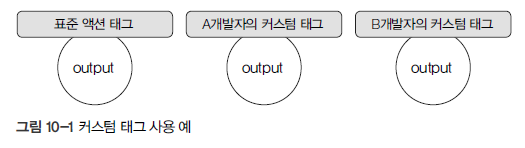 표준 액션 태그 A개발자의 커스텀 태그 B개발자의 커스텀 태그
output output output
그림 10-1 커스텀 태그 사용 예